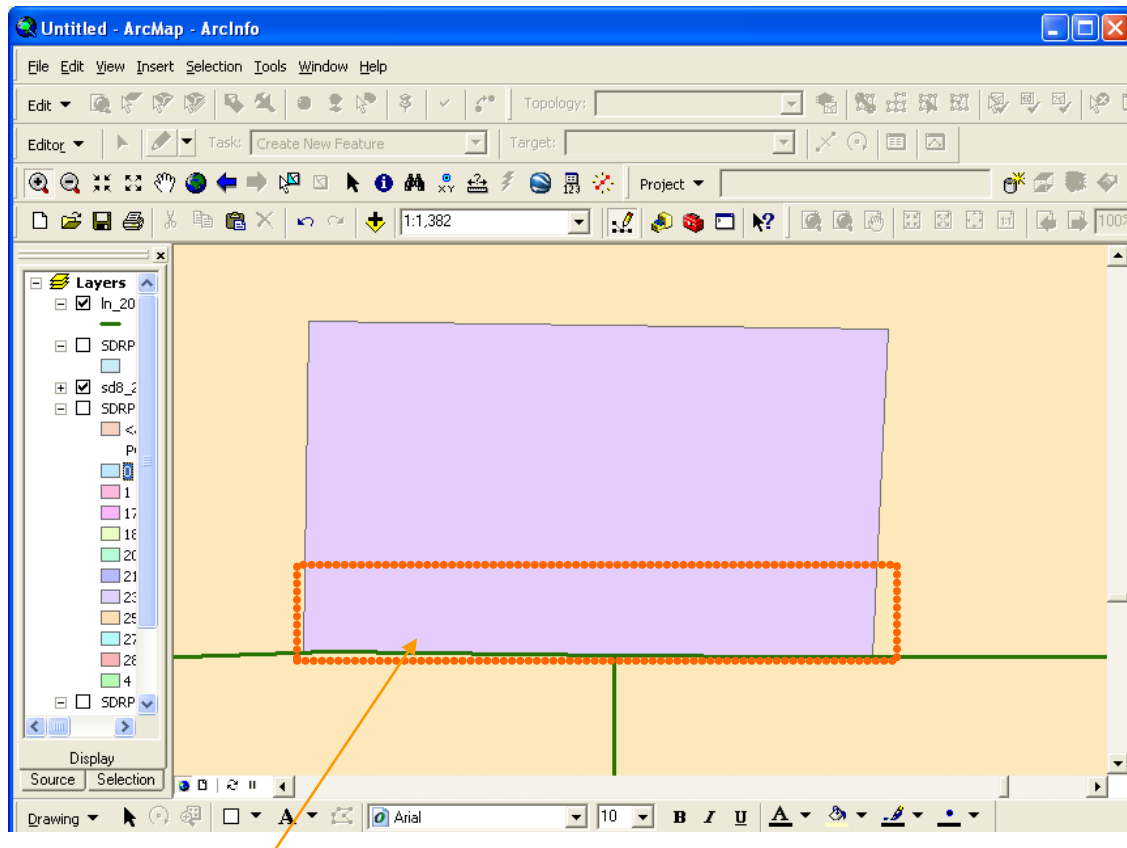 Untitled - ArcMap - ArcInfo
File Edit View Insert Selection Tools Window Help
Edit Topology:
Editor Task: Create New Feature Target:
Project
1:1,382 100%
Layers
ln_20
SDRP
sd8_2
SDRP
<
P
0
1
17
18
20
21
23
25
27
28
4
SDRP
Display
Source Selection
Drawing A Arial 10 B I U A